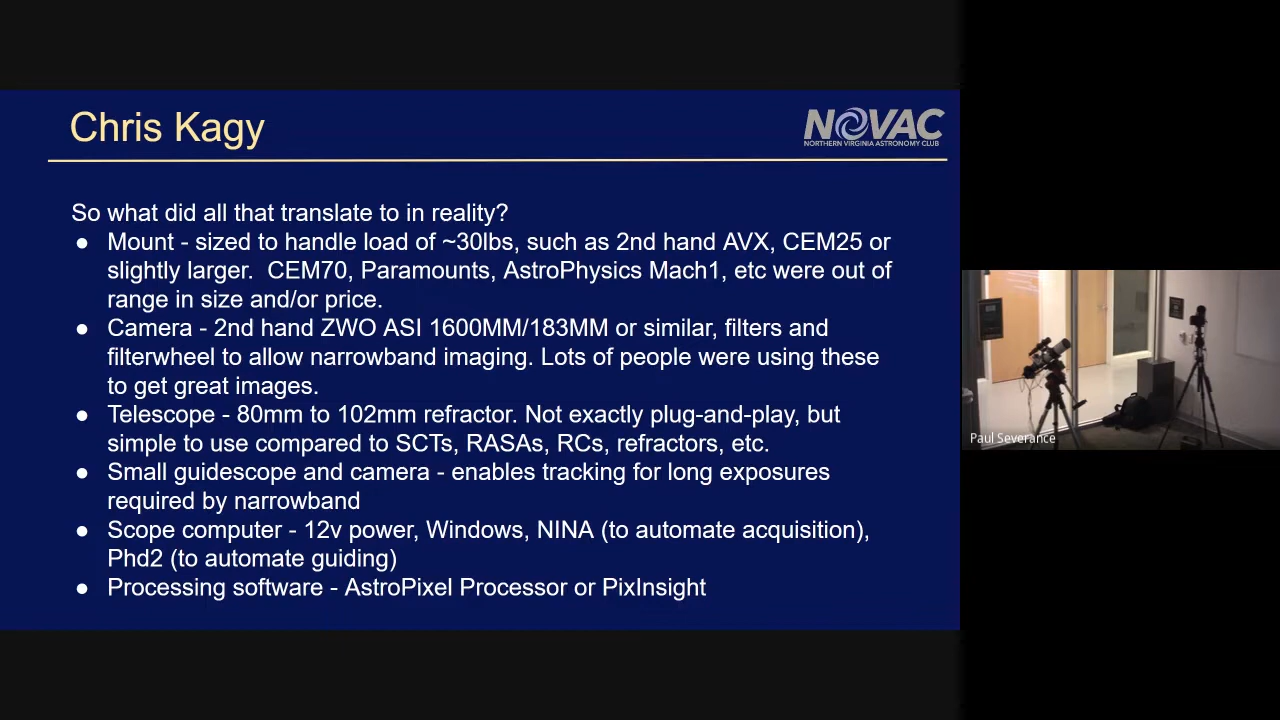 Chris Kagy
NOVAC
NORTHERN VIRGINIA ASTRONOMY CLUB
So what did all that translate to in reality?
● Mount - sized to handle load of ~30lbs, such as 2nd hand AVX, CEM25 or
slightly larger.  CEM70, Paramounts, AstroPhysics Mach1, etc were out of
range in size and/or price.
● Camera - 2nd hand ZWO ASI 1600MM/183MM or similar, filters and
filterwheel to allow narrowband imaging. Lots of people were using these
to get great images.
● Telescope - 80mm to 102mm refractor. Not exactly plug-and-play, but
simple to use compared to SCTs, RASAs, RCs, refractors, etc.
● Small guidescope and camera - enables tracking for long exposures
required by narrowband
● Scope computer - 12v power, Windows, NINA (to automate acquisition),
Phd2 (to automate guiding)
● Processing software - AstroPixel Processor or PixInsight
Paul Severance